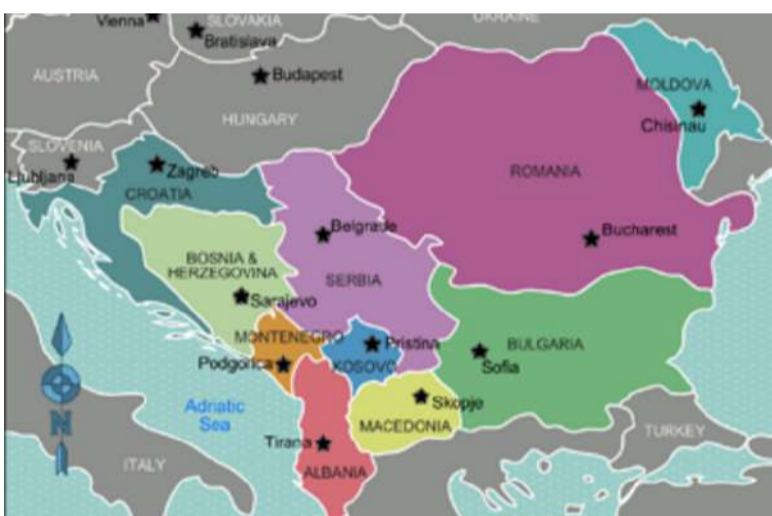 UKRAINE
Vienna
SLOVAKIA
Bratislava
AUSTRIA
Budapest
MOLDOVA
HUNGARY
Chisinau
SLOVENIA
Ljubljana
Zagreb
ROMANIA
CROATIA
Belgrade
Bucharest
BOSNIA &
HERZEGOVINA
SERBIA
Sarajevo
MONTENEGRO
Pristina
BULGARIA
Podgorica
KOSOVO
Sofia
Adriatic
Sea
Skopje
N
MACEDONIA
TURKEY
Tirana
ITALY
ALBANIA